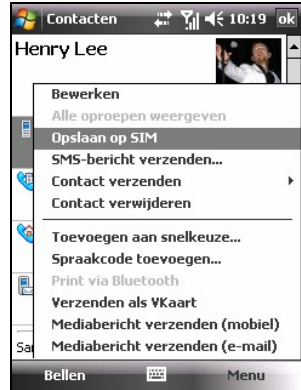 Contacten 10:19 ok
Henry Lee
Bewerken
Alle oproepen weergeven
Opslaan op SIM
SMS-bericht verzenden...
Contact verzenden
Contact verwijderen
Toevoegen aan snelkeuze...
Spraakcode toevoegen...
Print via Bluetooth
Verzenden als VKaart
Mediabericht verzenden (mobiel)
Mediabericht verzenden (e-mail)
Bellen Menu